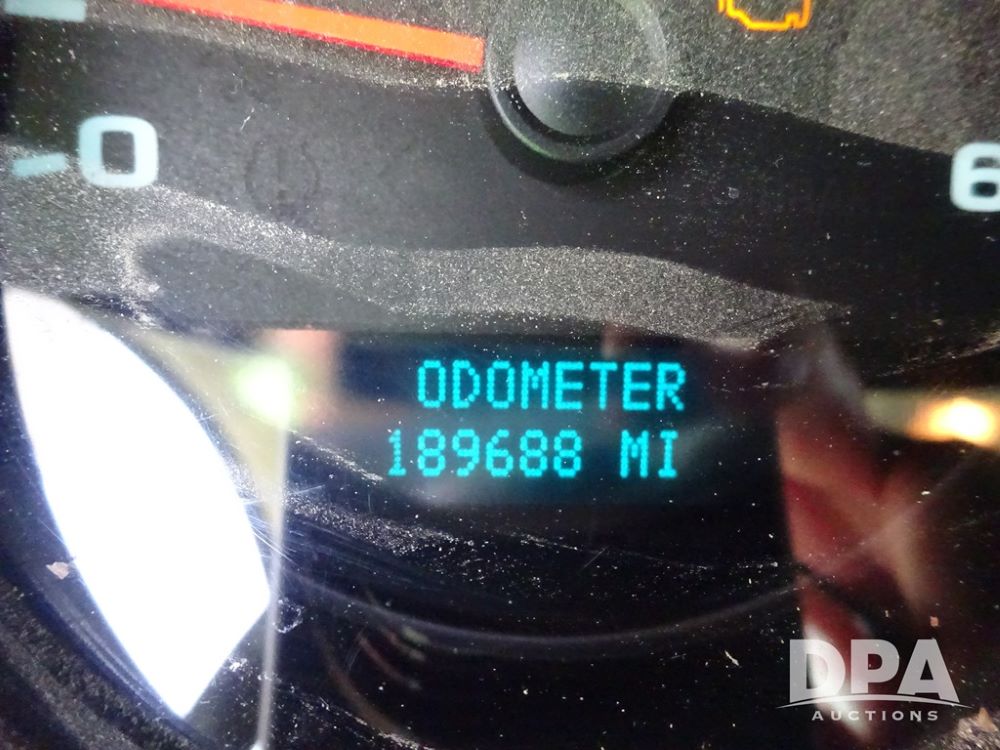 0
6
ODOMETER
189688 MI
DPA
AUCTIONS